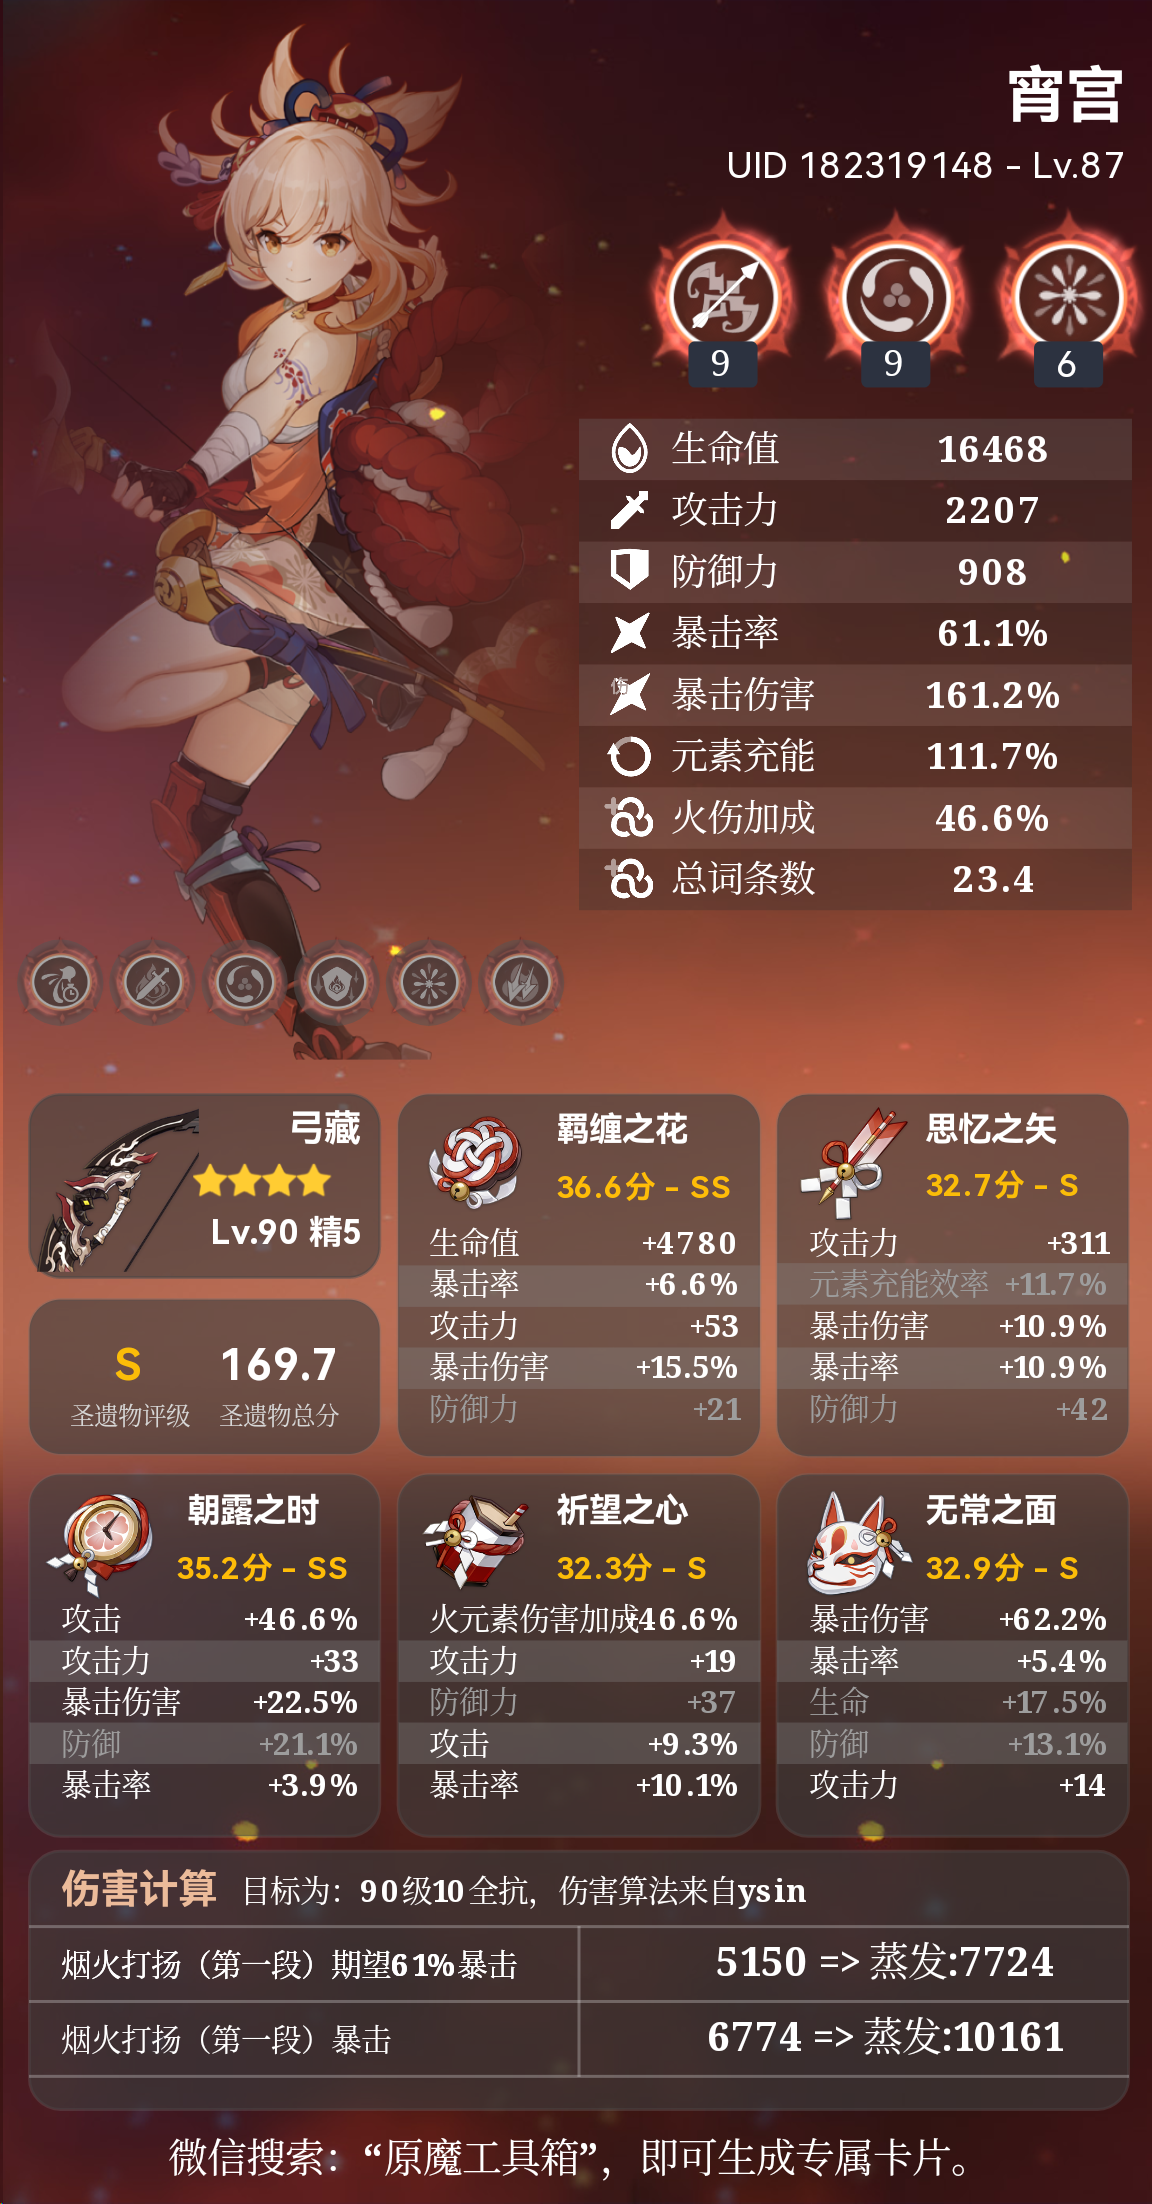 宵宫
UID 182319148 - Lv.87
9 9 6
生命值 16468
攻击力 2207
防御力 908
暴击率 61.1%
暴击伤害 161.2%
元素充能 111.7%
火伤加成 46.6%
总词条数 23.4
弓藏
Lv.90 精5
S 169.7
圣遗物评级 圣遗物总分
羁缠之花
36.6分 - SS
生命值 +4780
暴击率 +6.6%
攻击力 +53
暴击伤害 +15.5%
防御力 +21
思忆之矢
32.7分 - S
攻击力 +311
元素充能效率 +11.7%
暴击伤害 +10.9%
暴击率 +10.9%
防御力 +42
朝露之时
35.2分 - SS
攻击 +46.6%
攻击力 +33
暴击伤害 +22.5%
防御 +21.1%
暴击率 +3.9%
祈望之心
32.3分 - S
火元素伤害加成+46.6%
攻击力 +19
防御力 +37
攻击 +9.3%
暴击率 +10.1%
无常之面
32.9分 - S
暴击伤害 +62.2%
暴击率 +5.4%
生命 +17.5%
防御 +13.1%
攻击力 +14
伤害计算 目标为：90级10全抗，伤害算法来自ysin
烟火打扬（第一段）期望61%暴击 5150 => 蒸发:7724
烟火打扬（第一段）暴击 6774 => 蒸发:10161
微信搜索：“原魔工具箱”，即可生成专属卡片。